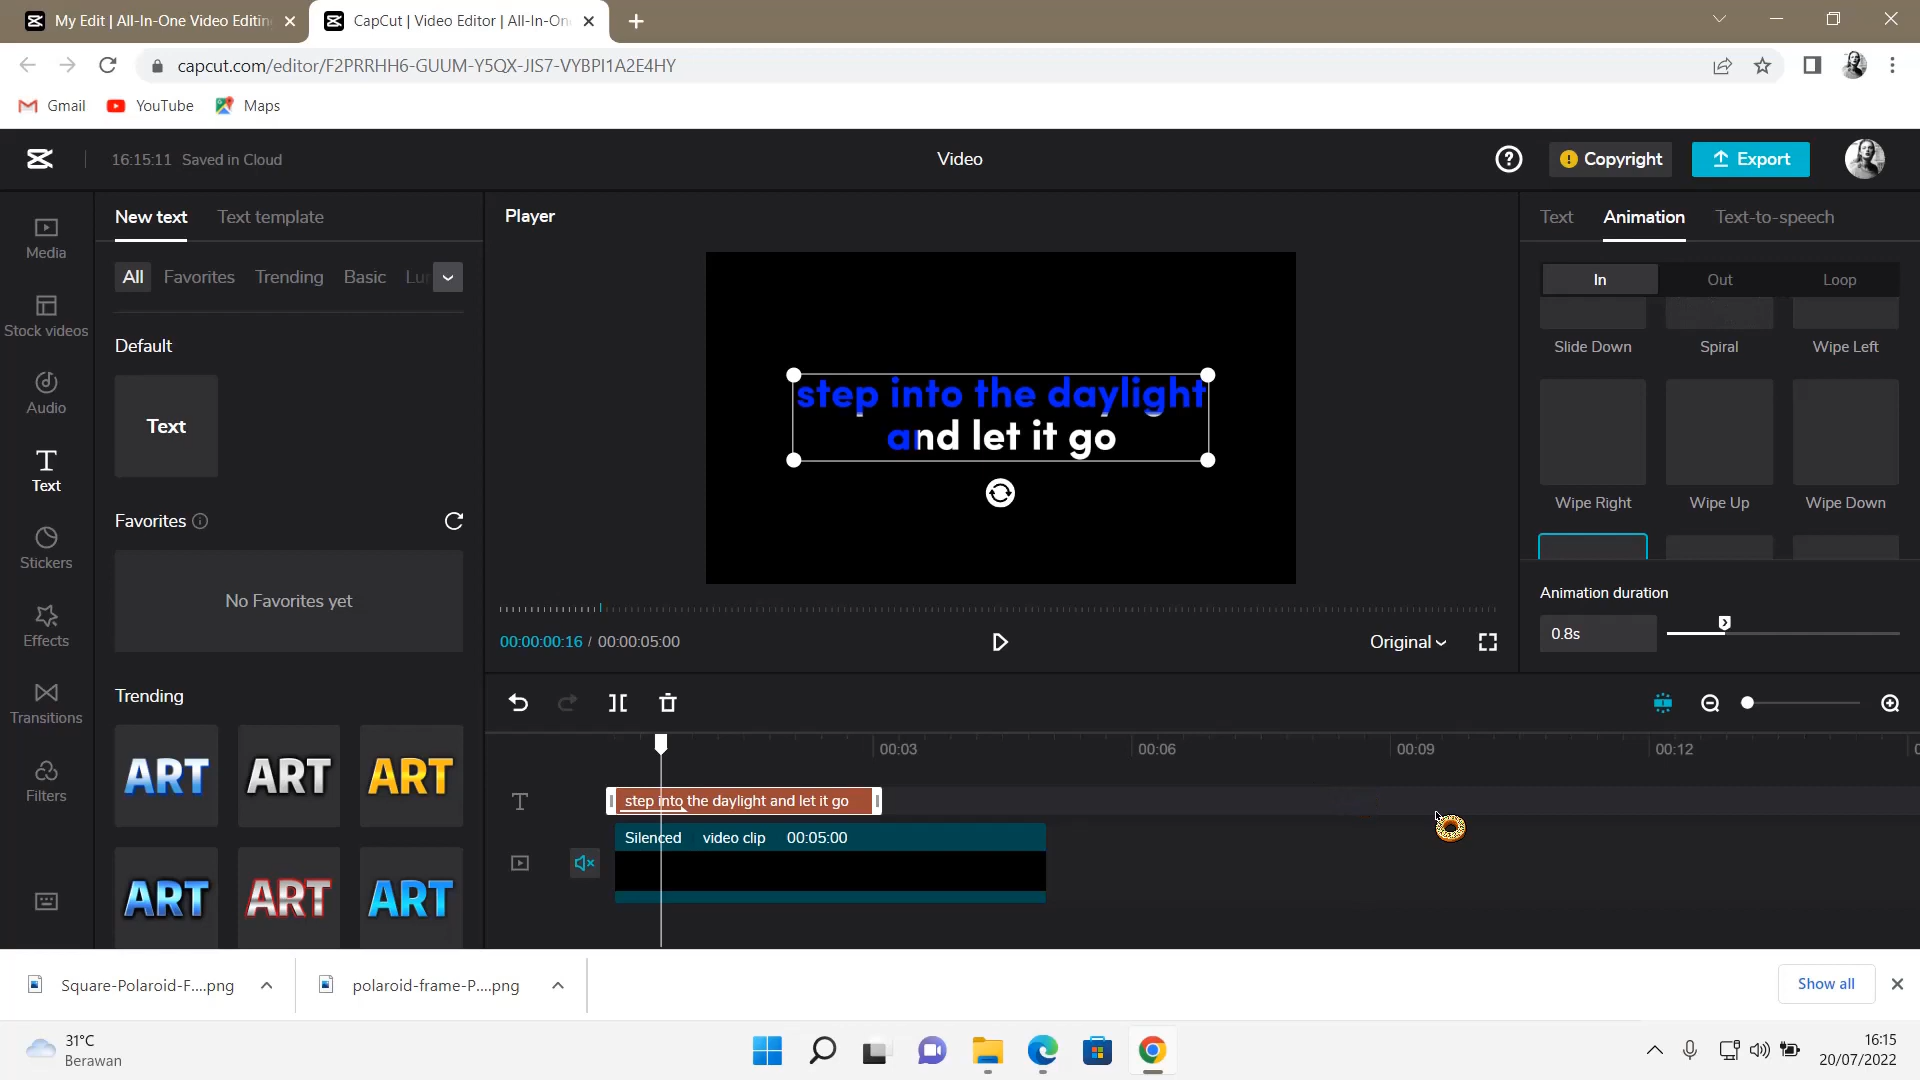 My Edit | All-In-One Video Editin
CapCut | Video Editor | All-In-On
capcut.com/editor/F2PRRHH6-GUUM-Y5QX-JIS7-VYBPI1A2E4HY
Gmail
YouTube
Maps
16:15:11 Saved in Cloud
Video
Copyright
Export
Media
Stock videos
Audio
Text
Stickers
Effects
Transitions
Filters
New text
Text template
All
Favorites
Trending
Basic
Default
Text
Favorites
No Favorites yet
Trending
ART
ART
ART
ART
ART
ART
Player
step into the daylight
and let it go
00:00:00:16 / 00:00:05:00
Original
Text
Animation
Text-to-speech
In
Out
Loop
Slide Down
Spiral
Wipe Left
Wipe Right
Wipe Up
Wipe Down
Animation duration
0.8s
00:03
00:06
00:09
00:12
step into the daylight and let it go
Silenced video clip 00:05:00
Square-Polaroid-F....png
polaroid-frame-P....png
Show all
31°C
Berawan
16:15
20/07/2022